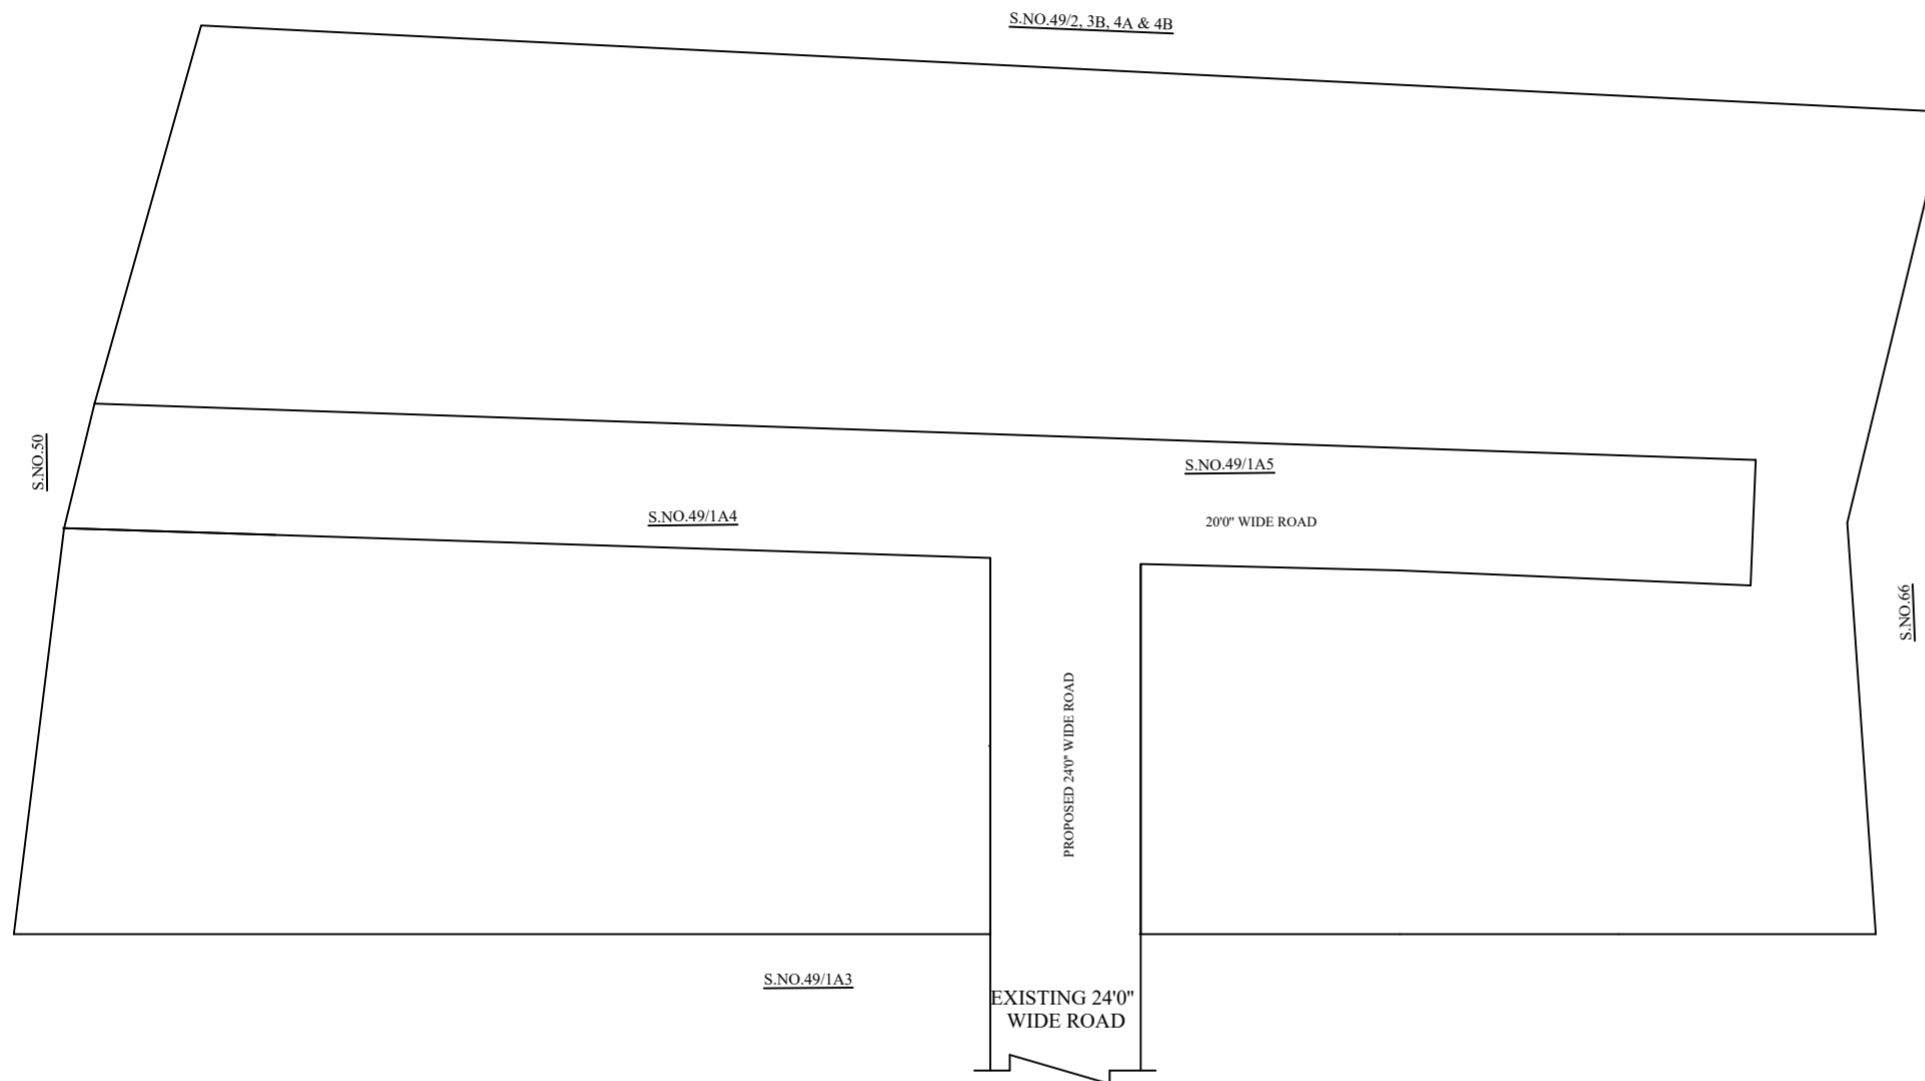 S.NO.49/2, 3B, 4A & 4B
S.NO.50
S.NO.49/1A5
S.NO.49/1A4
20'0" WIDE ROAD
S.NO.66
PROPOSED 24'0" WIDE ROAD
S.NO.49/1A3
EXISTING 24'0"
WIDE ROAD